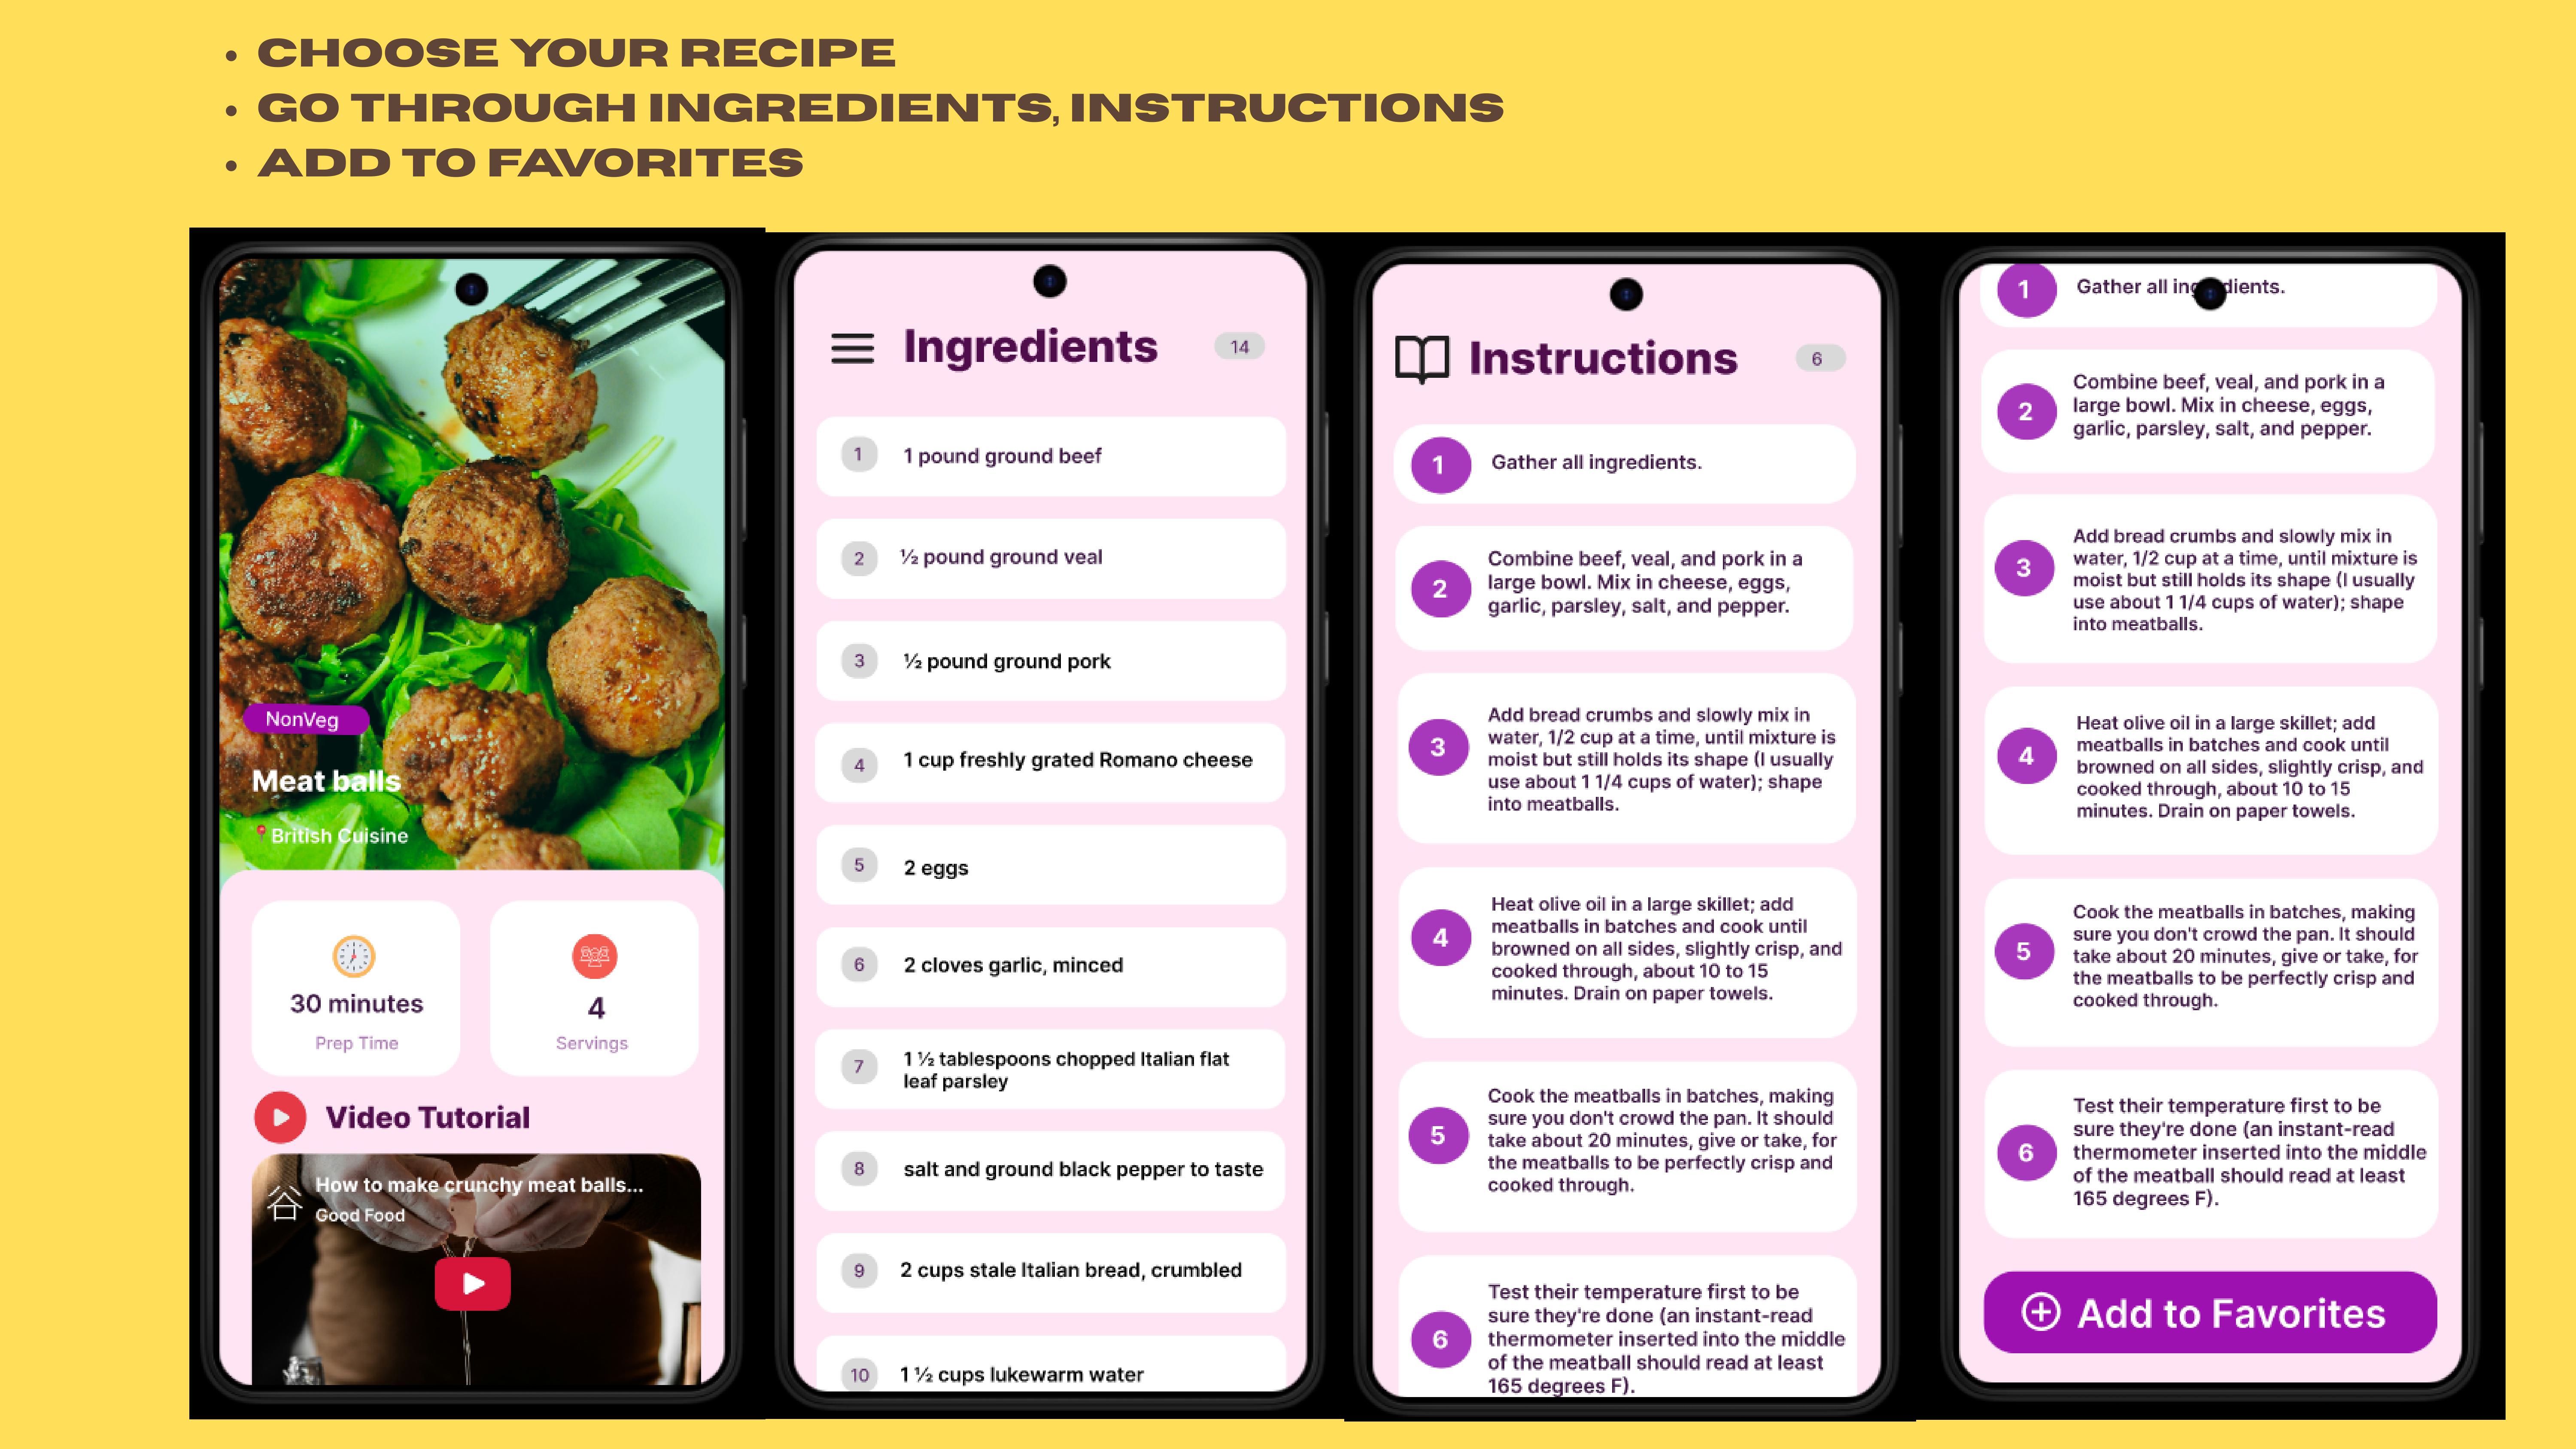 • CHOOSE YOUR RECIPE
• GO THROUGH INGREDIENTS, INSTRUCTIONS
• ADD TO FAVORITES
NonVeg
Meat balls
British Cuisine
30 minutes
Prep Time
4
Servings
Video Tutorial
How to make crunchy meat balls...
Good Food
Ingredients
14
1
1 pound ground beef
2
½ pound ground veal
3
½ pound ground pork
4
1 cup freshly grated Romano cheese
5
2 eggs
6
2 cloves garlic, minced
7
1 ½ tablespoons chopped Italian flat
leaf parsley
8
salt and ground black pepper to taste
9
2 cups stale Italian bread, crumbled
10
1 ½ cups lukewarm water
Instructions
6
1
Gather all ingredients.
2
Combine beef, veal, and pork in a
large bowl. Mix in cheese, eggs,
garlic, parsley, salt, and pepper.
3
Add bread crumbs and slowly mix in
water, 1/2 cup at a time, until mixture is
moist but still holds its shape (I usually
use about 1 1/4 cups of water); shape
into meatballs.
4
Heat olive oil in a large skillet; add
meatballs in batches and cook until
browned on all sides, slightly crisp, and
cooked through, about 10 to 15
minutes. Drain on paper towels.
5
Cook the meatballs in batches, making
sure you don't crowd the pan. It should
take about 20 minutes, give or take, for
the meatballs to be perfectly crisp and
cooked through.
6
Test their temperature first to be
sure they're done (an instant-read
thermometer inserted into the middle
of the meatball should read at least
165 degrees F).
1
Gather all ingredients.
2
Combine beef, veal, and pork in a
large bowl. Mix in cheese, eggs,
garlic, parsley, salt, and pepper.
3
Add bread crumbs and slowly mix in
water, 1/2 cup at a time, until mixture is
moist but still holds its shape (I usually
use about 1 1/4 cups of water); shape
into meatballs.
4
Heat olive oil in a large skillet; add
meatballs in batches and cook until
browned on all sides, slightly crisp, and
cooked through, about 10 to 15
minutes. Drain on paper towels.
5
Cook the meatballs in batches, making
sure you don't crowd the pan. It should
take about 20 minutes, give or take, for
the meatballs to be perfectly crisp and
cooked through.
6
Test their temperature first to be
sure they're done (an instant-read
thermometer inserted into the middle
of the meatball should read at least
165 degrees F).
Add to Favorites